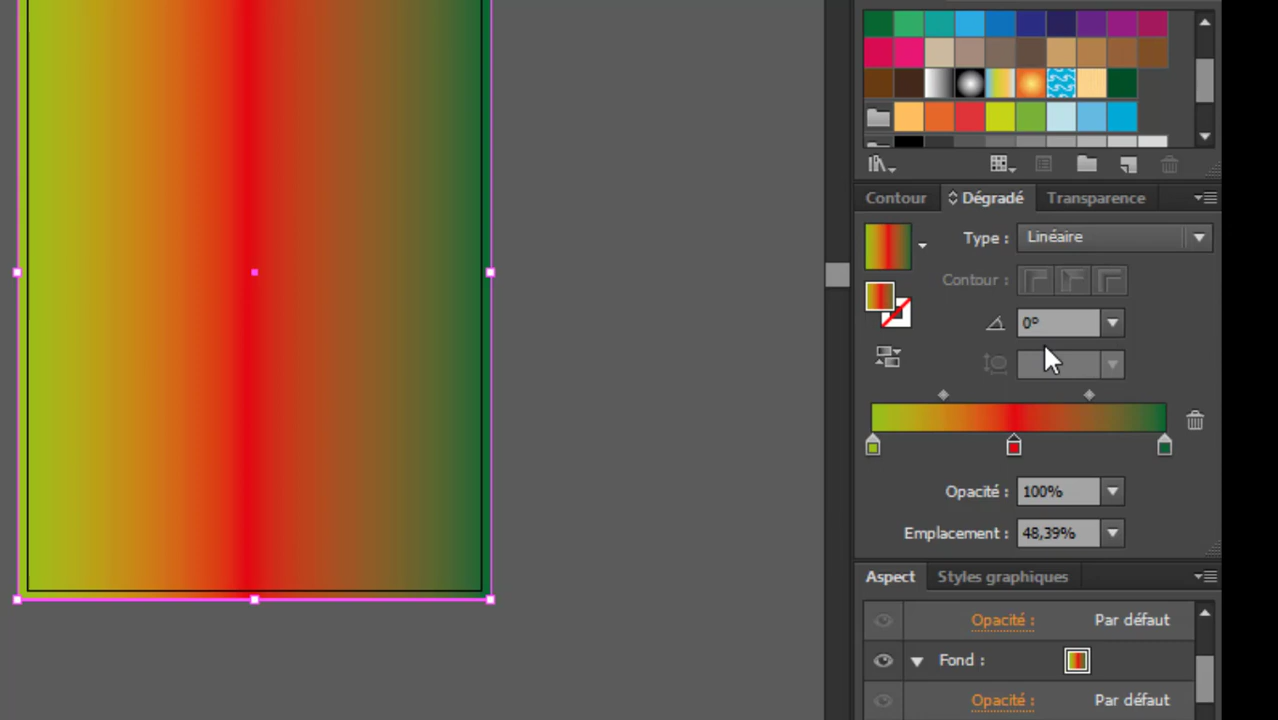 Contour Dégradé Transparence
Type : Linéaire
Contour :
0°
Opacité : 100%
Emplacement : 48,39%
Aspect Styles graphiques
Opacité : Par défaut
Fond :
Opacité : Par défaut